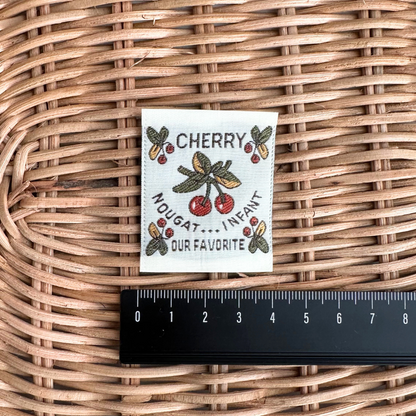 CHERRY
NOUGAT... INFANT
OUR FAVORITE
0 1 2 3 4 5 6 7 8